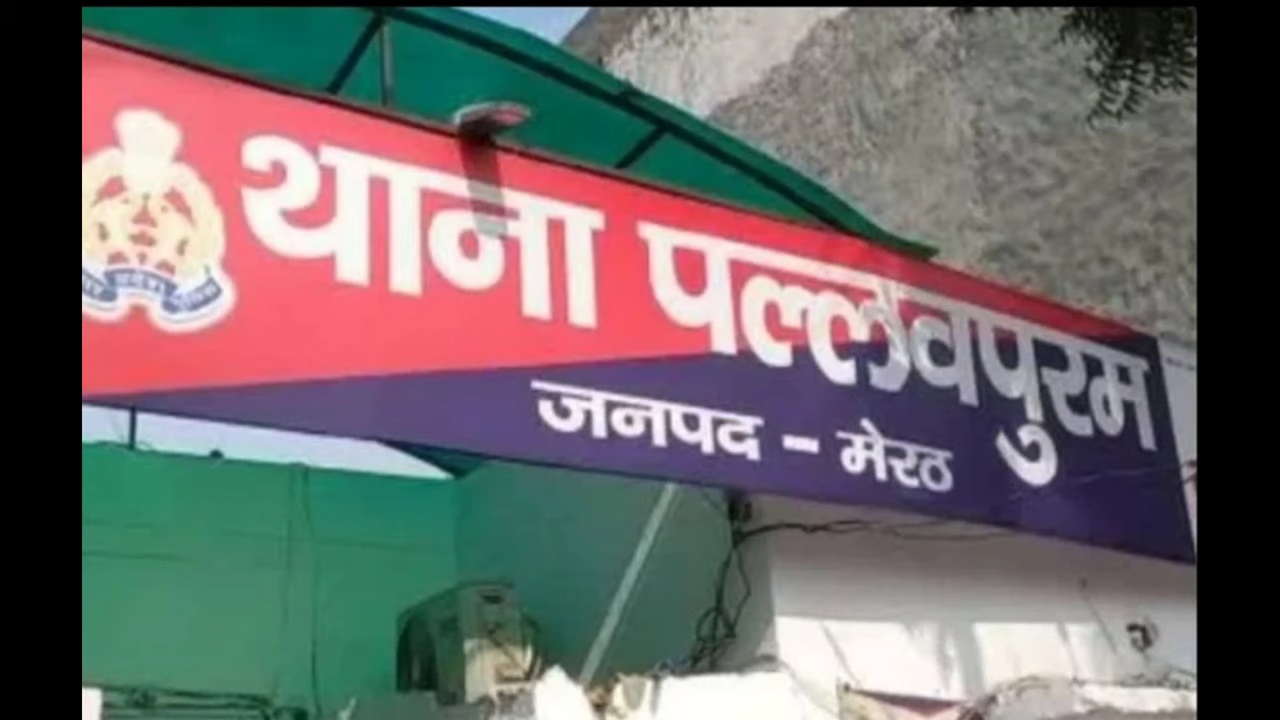 थाना पल्लवपुरम
जनपद - मेरठ